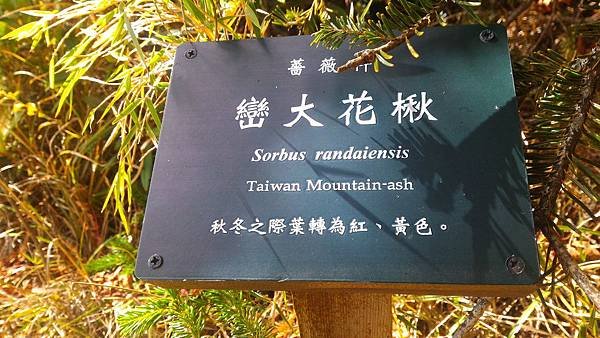 薔薇科
巒大花楸
Sorbus randaiensis
Taiwan Mountain-ash
秋冬之際葉轉為紅、黃色。